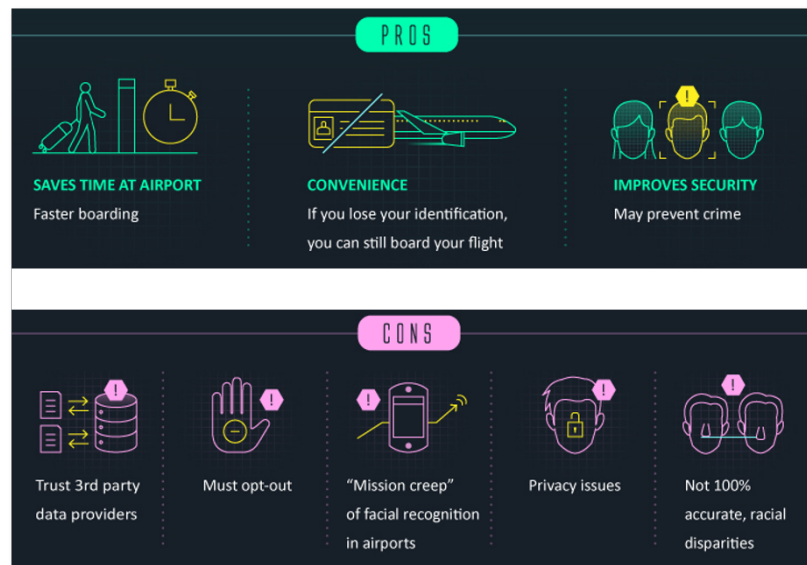 PROS
SAVES TIME AT AIRPORT
Faster boarding
CONVENIENCE
If you lose your identification,
you can still board your flight
IMPROVES SECURITY
May prevent crime
CONS
Trust 3rd party
data providers
Must opt-out
“Mission creep”
of facial recognition
in airports
Privacy issues
Not 100%
accurate, racial
disparities